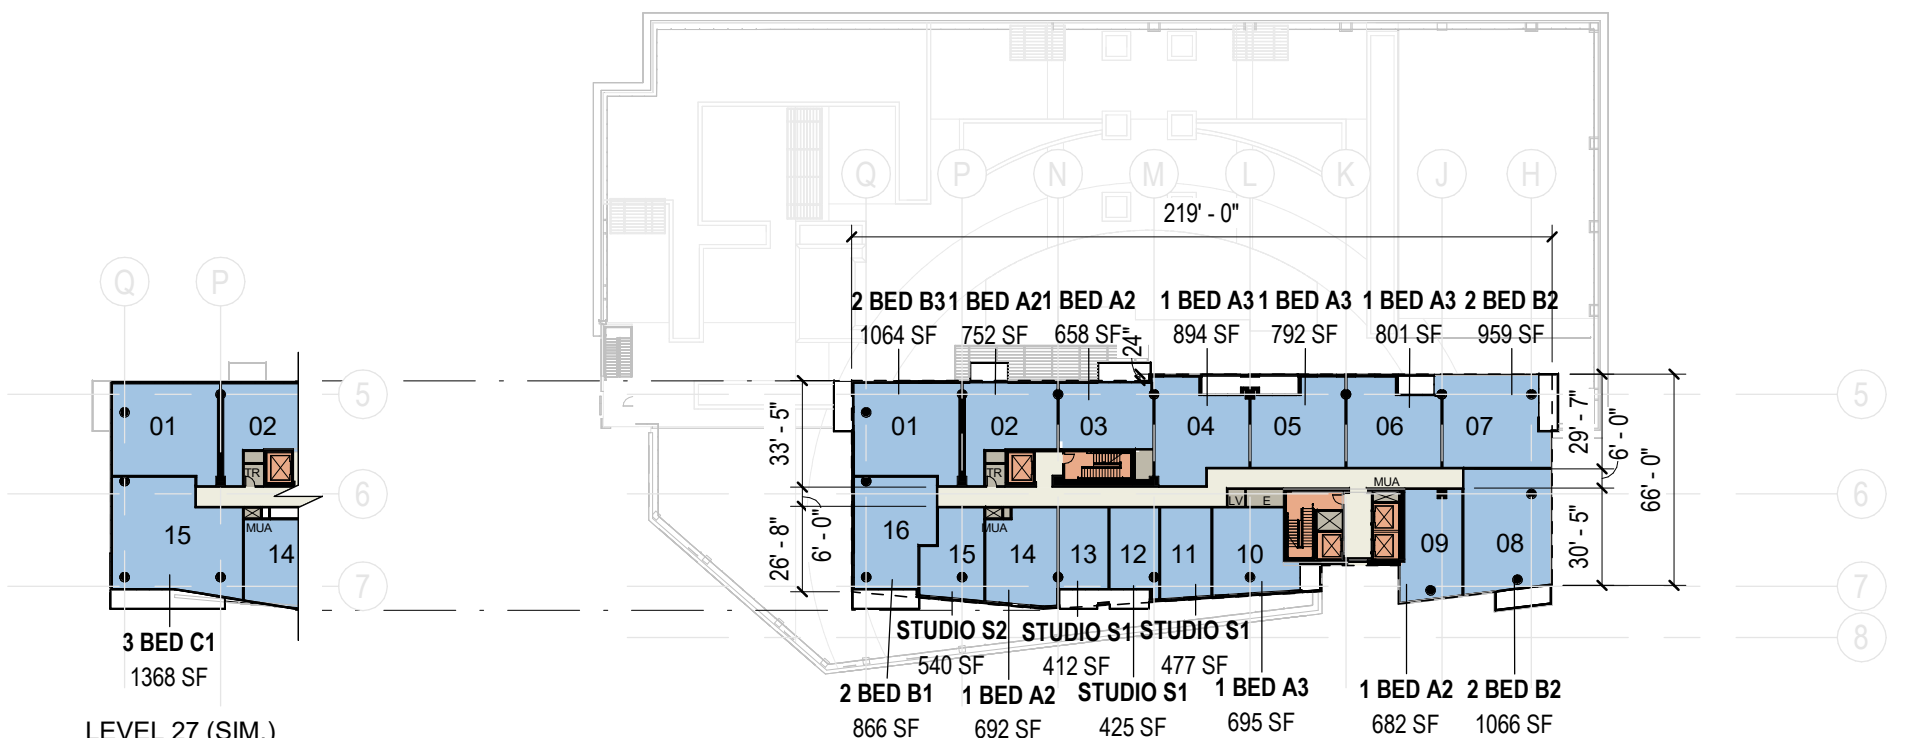 Q P N M L K J H
219' - 0"
Q P
2 BED B3 1 BED A2 1 BED A2 1 BED A3 1 BED A3 1 BED A3 2 BED B2
1064 SF 752 SF 658 SF 894 SF 792 SF 801 SF 959 SF
24"
5 5
01 02 01 02 03 04 05 06 07
33' - 5" 29' - 7" 6' - 0" 66' - 0"
TR TR MUA
6 LV E 6
15 MUA 14 16 MUA 15 14 13 12 11 10 09 08
26' - 8" 6' - 0" 30' - 5"
7 7
3 BED C1 STUDIO S2 STUDIO S1 STUDIO S1 8
1368 SF 540 SF 412 SF 477 SF
2 BED B1 1 BED A2 STUDIO S1 1 BED A3 1 BED A2 2 BED B2
866 SF 692 SF 425 SF 695 SF 682 SF 1066 SF
LEVEL 27 (SIM.)